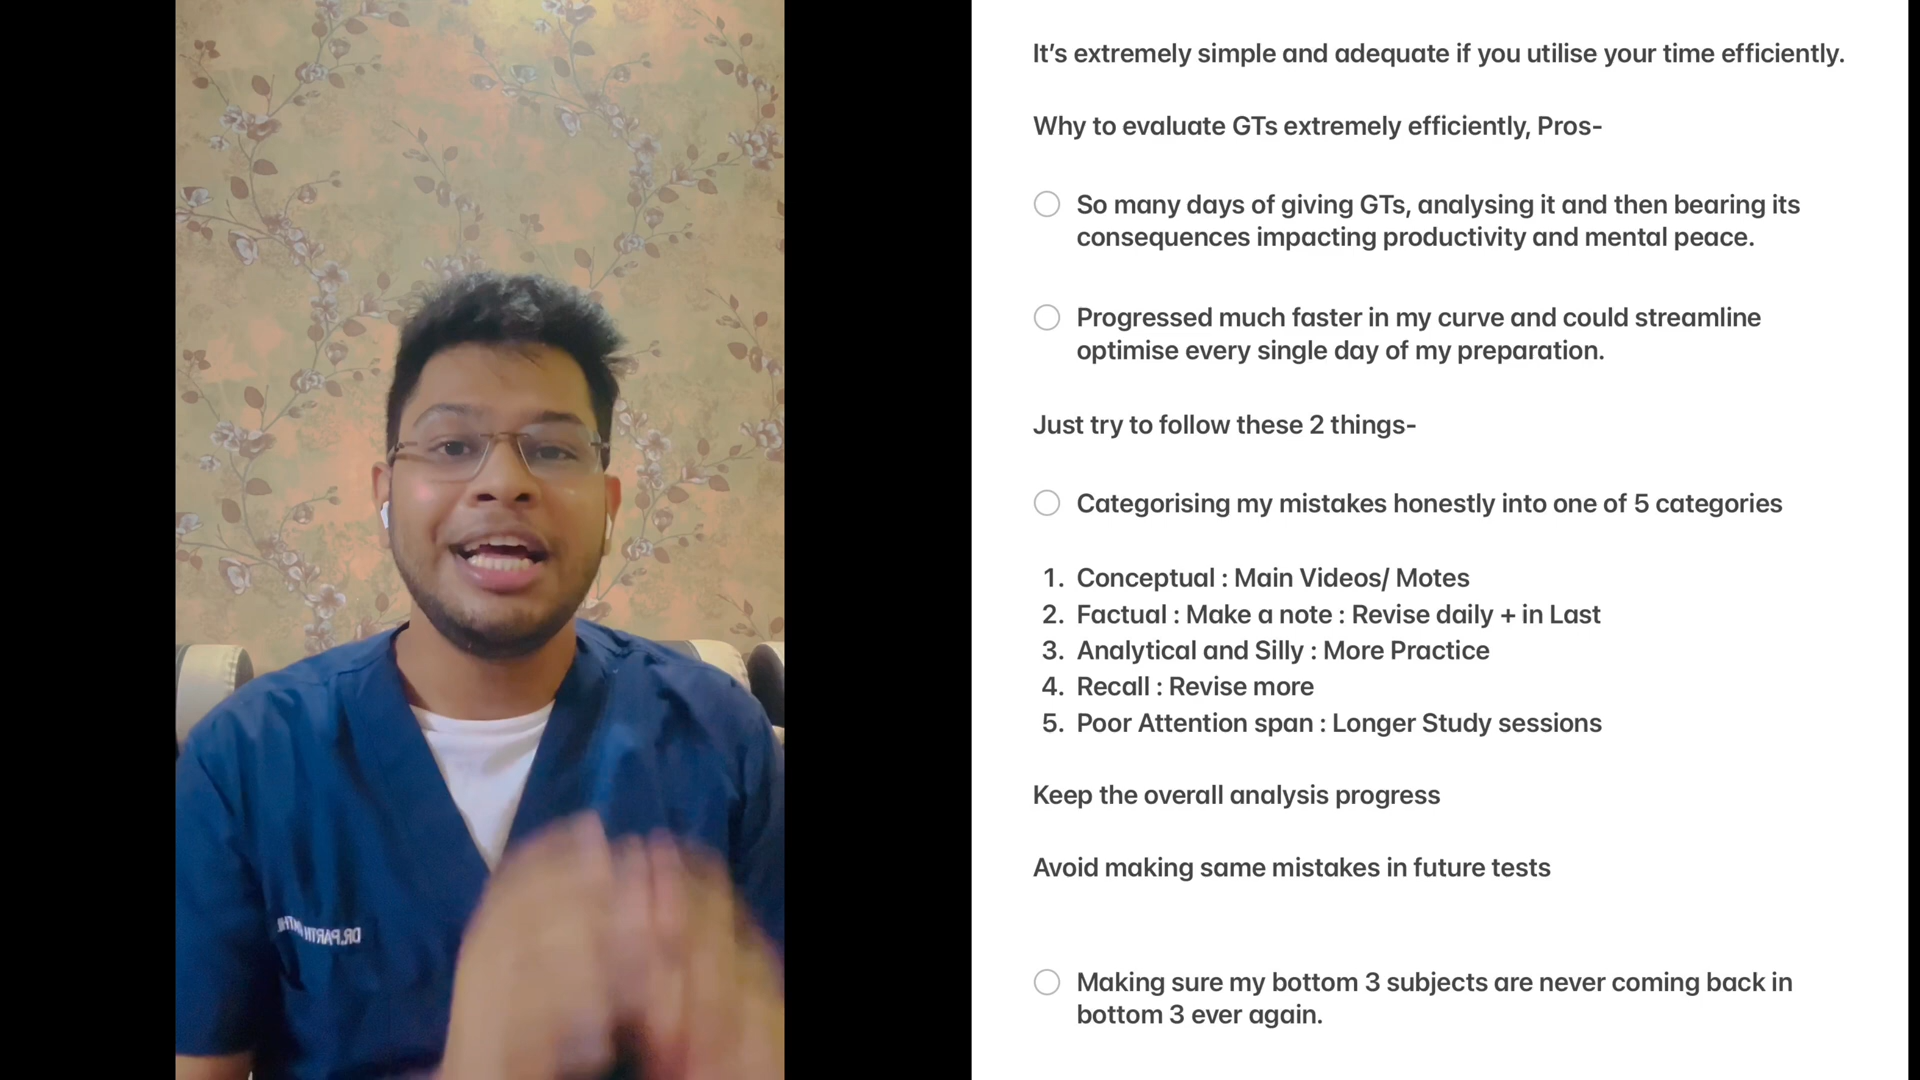 It's extremely simple and adequate if you utilise your time efficiently.
Why to evaluate GTs extremely efficiently, Pros-
So many days of giving GTs, analysing it and then bearing its
consequences impacting productivity and mental peace.
Progressed much faster in my curve and could streamline
optimise every single day of my preparation.
Just try to follow these 2 things-
Categorising my mistakes honestly into one of 5 categories
1. Conceptual : Main Videos/ Motes
2. Factual : Make a note : Revise daily + in Last
3. Analytical and Silly : More Practice
4. Recall : Revise more
5. Poor Attention span : Longer Study sessions
Keep the overall analysis progress
Avoid making same mistakes in future tests
Making sure my bottom 3 subjects are never coming back in
bottom 3 ever again.
DR.PARTH